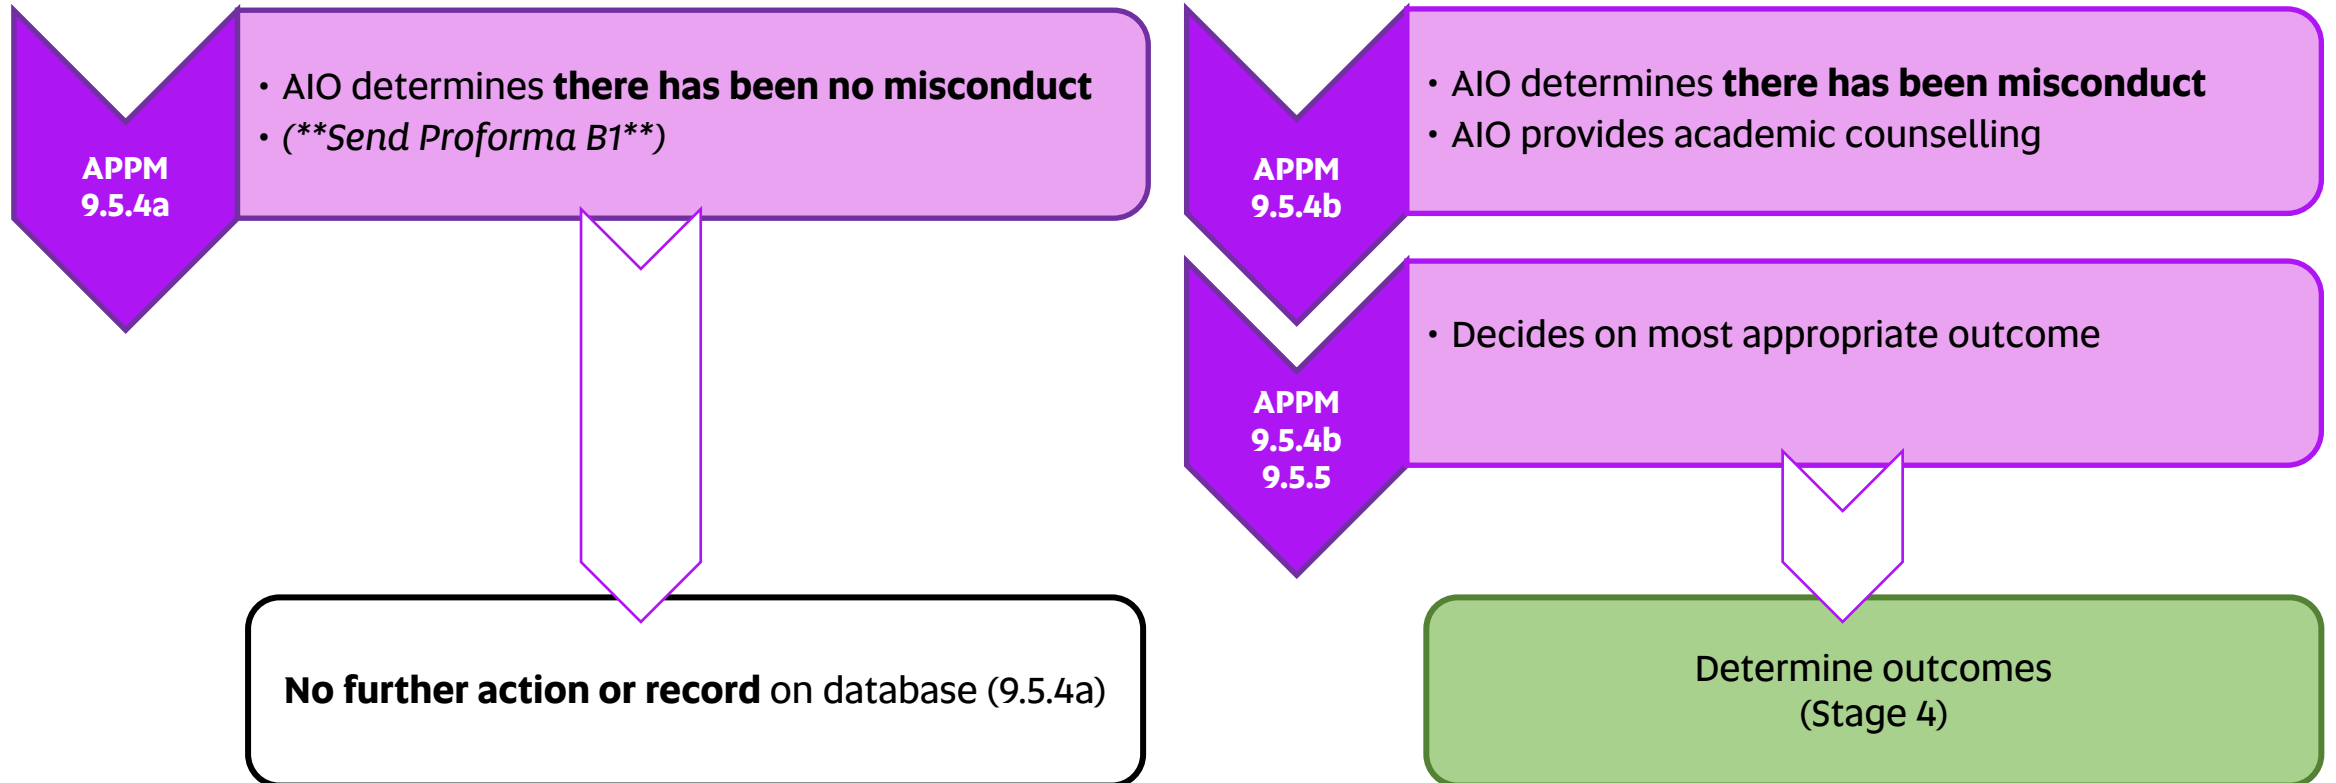 APPM
9.5.4a
• AIO determines there has been no misconduct
• (**Send Proforma B1**)
No further action or record on database (9.5.4a)
APPM
9.5.4b
• AIO determines there has been misconduct
• AIO provides academic counselling
APPM
9.5.4b
9.5.5
• Decides on most appropriate outcome
Determine outcomes
(Stage 4)